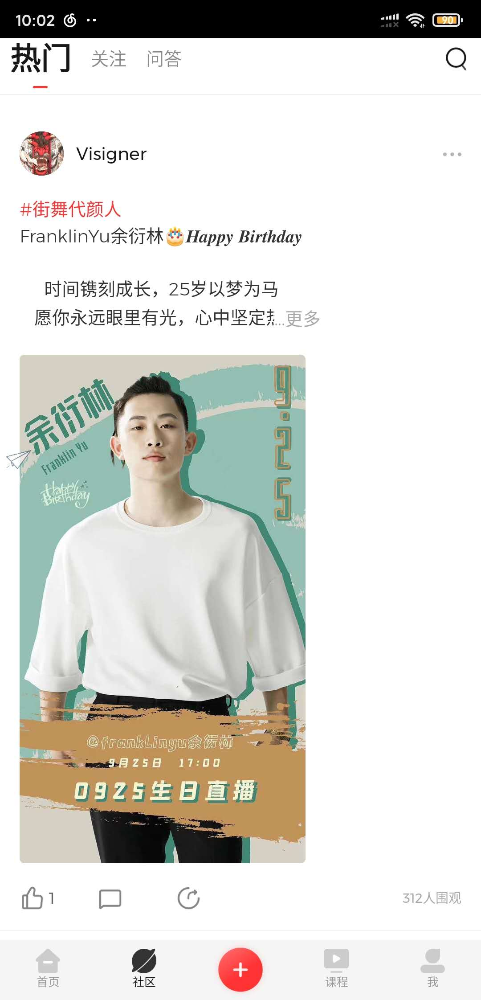 10:02
90
热门 关注 问答
Visigner
#街舞代颜人
FranklinYu余衍林🎂Happy Birthday
时间镌刻成长，25岁以梦为马
愿你永远眼里有光，心中坚定...更多
余衍林
Franklin Yu
Happy
Birthday
9.25
@frankLinyu余衍林
9月25日 17:00
0925生日直播
1
312人围观
首页 社区 课程 我